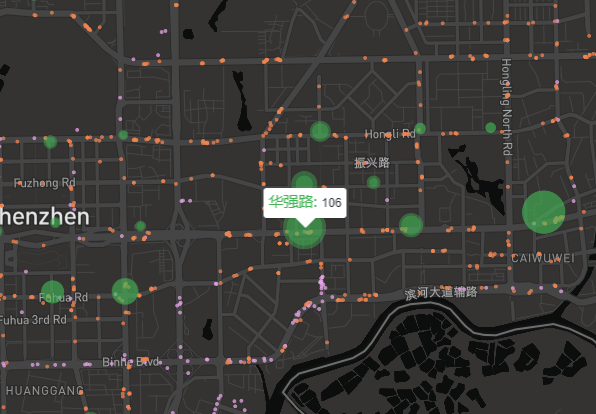 Hongling North Rd
Hongli Rd
振兴路
Fuzhong Rd
华强路: 106
henzhen
CAIWUWEI
Fuhua Rd
滨河大道辅路
Fuhua 3rd Rd
Binhe Blvd
HUANGGANG